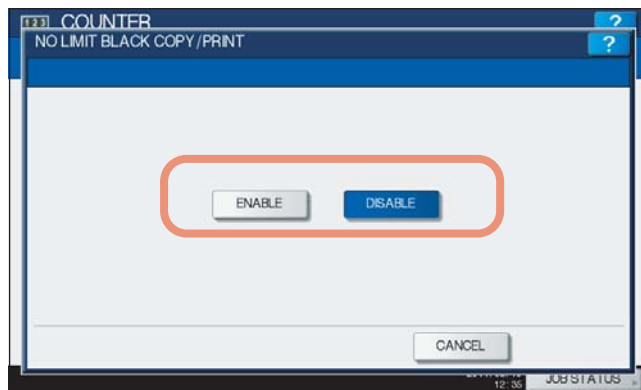 123 COUNTER ?
NO LIMIT BLACK COPY/PRINT ?
ENABLE DISABLE
CANCEL
12:35 JOB STATUS